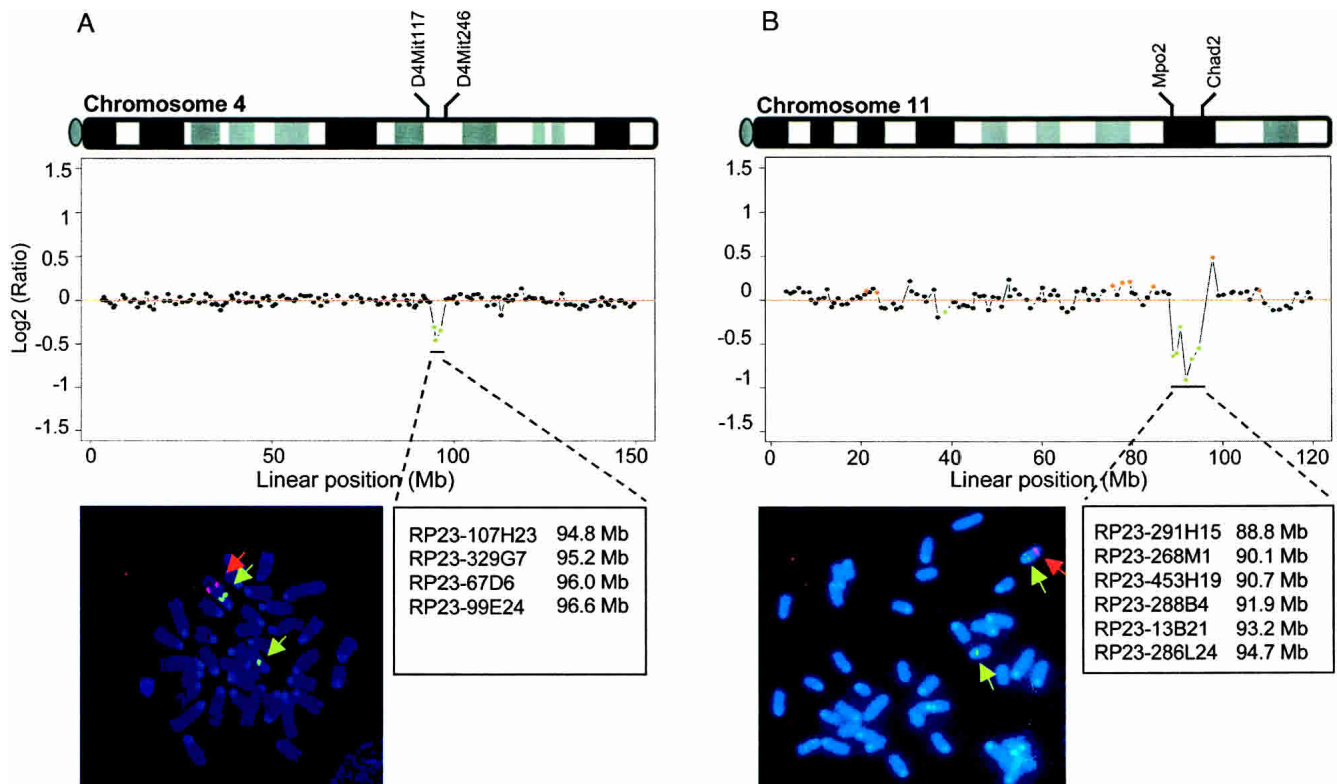 A
D4Mit117
D4Mit246
Chromosome 4
1.5
1
0.5
0
-0.5
-1
-1.5
Log2 (Ratio)
0 50 100 150
Linear position (Mb)
RP23-107H23 94.8 Mb
RP23-329G7 95.2 Mb
RP23-67D6 96.0 Mb
RP23-99E24 96.6 Mb
B
Mpo2
Chad2
Chromosome 11
1.5
1
0.5
0
-0.5
-1
-1.5
0 20 40 60 80 100 120
Linear position (Mb)
RP23-291H15 88.8 Mb
RP23-268M1 90.1 Mb
RP23-453H19 90.7 Mb
RP23-288B4 91.9 Mb
RP23-13B21 93.2 Mb
RP23-286L24 94.7 Mb